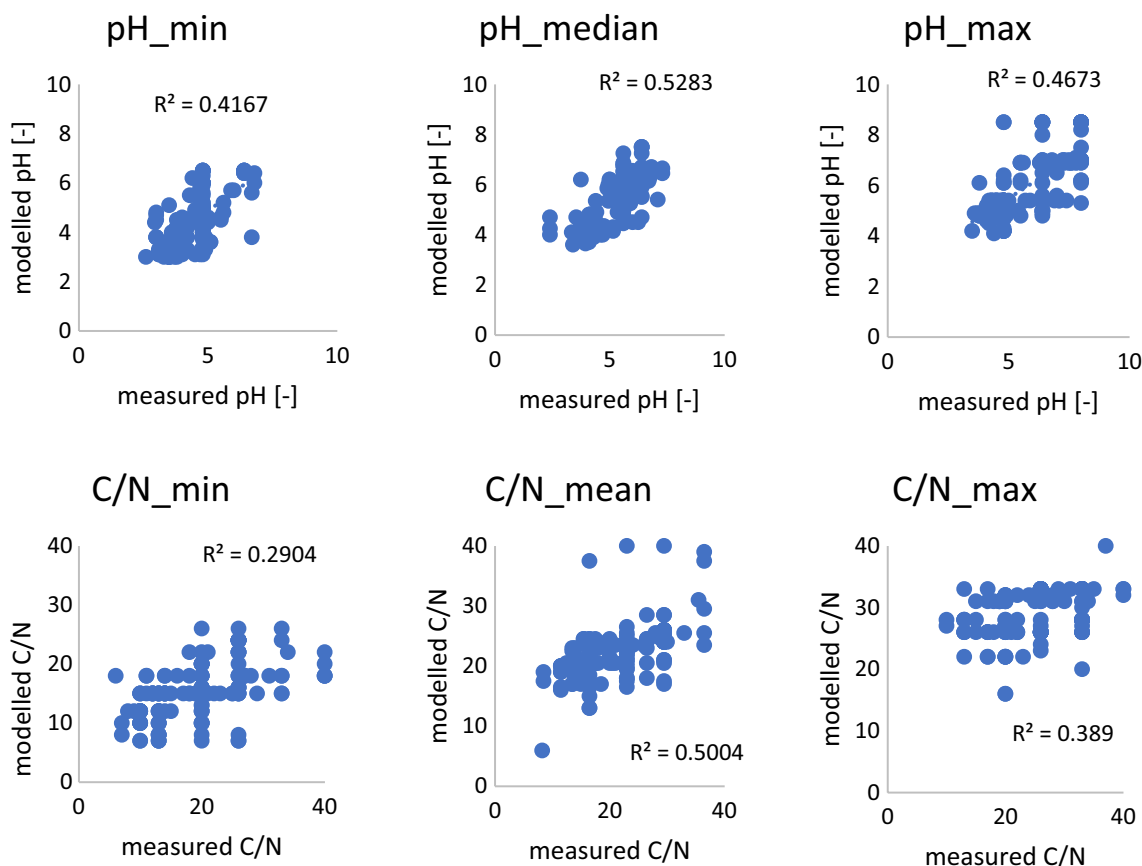 pH_min
R² = 0.4167
10
8
6
4
2
0
modelled pH [-]
0 5 10
measured pH [-]
pH_median
R² = 0.5283
10
8
6
4
2
0
modelled pH [-]
0 5 10
measured pH [-]
pH_max
R² = 0.4673
10
8
6
4
2
0
modelled pH [-]
0 5 10
measured pH [-]
C/N_min
R² = 0.2904
40
30
20
10
0
modelled C/N
0 20 40
measured C/N
C/N_mean
40
30
20
10
0
modelled C/N
R² = 0.5004
0 20 40
measured C/N
C/N_max
40
30
20
10
0
modelled C/N
R² = 0.389
0 20 40
measured C/N